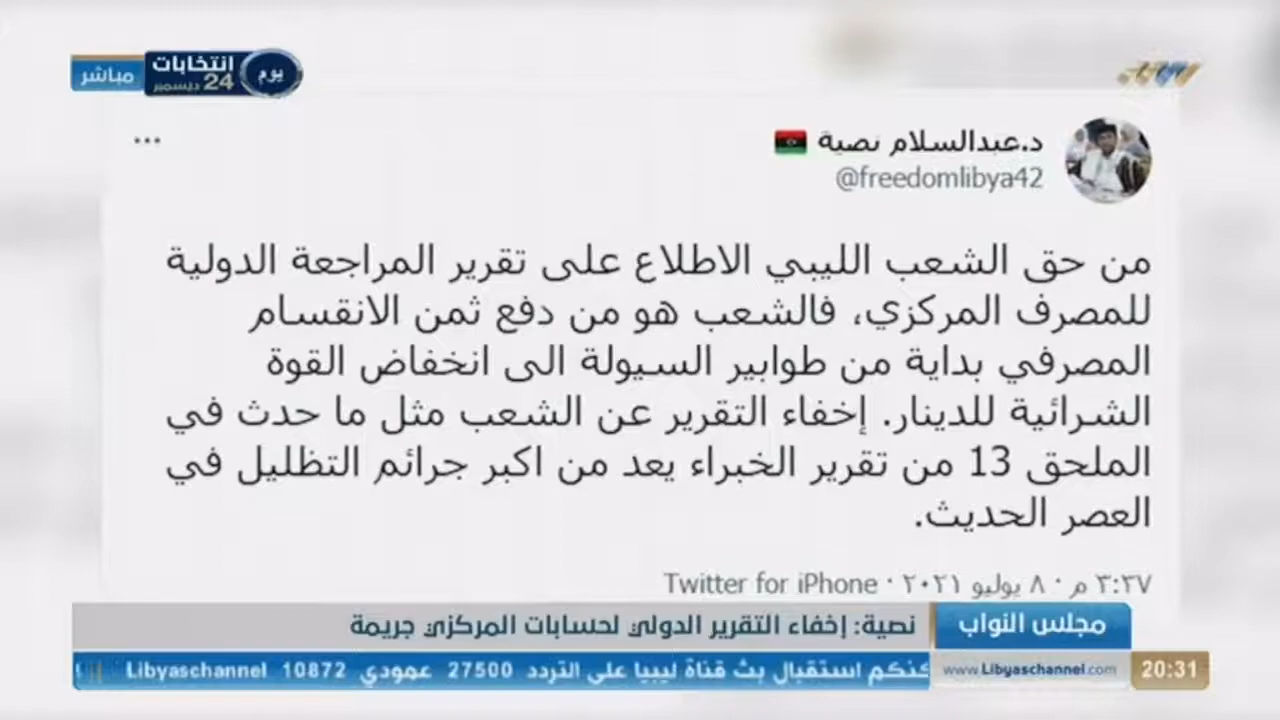 يوم
انتخابات
24 ديسمبر
مباشر
د.عبدالسلام نصية
@freedomlibya42
من حق الشعب الليبي الاطلاع على تقرير المراجعة الدولية
للمصرف المركزي، فالشعب هو من دفع ثمن الانقسام
المصرفي بداية من طوابير السيولة الى انخفاض القوة
الشرائية للدينار. إخفاء التقرير عن الشعب مثل ما حدث في
الملحق 13 من تقرير الخبراء يعد من اكبر جرائم التظليل في
العصر الحديث.
٣:٢٧ م · ٨ يوليو ٢٠٢١ · Twitter for iPhone
مجلس النواب
نصية: إخفاء التقرير الدولي لحسابات المركزي جريمة
20:31
www.Libyaschannel.com
كنكم استقبال بث قناة ليبيا على التردد 27500 عمودي 10872 Libyaschannel